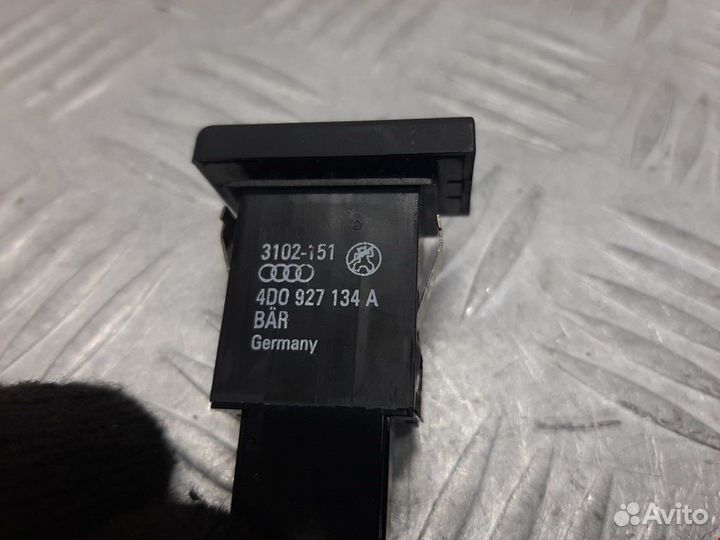 3102-151
4D0 927 134 A
BÄR
Germany
Avito